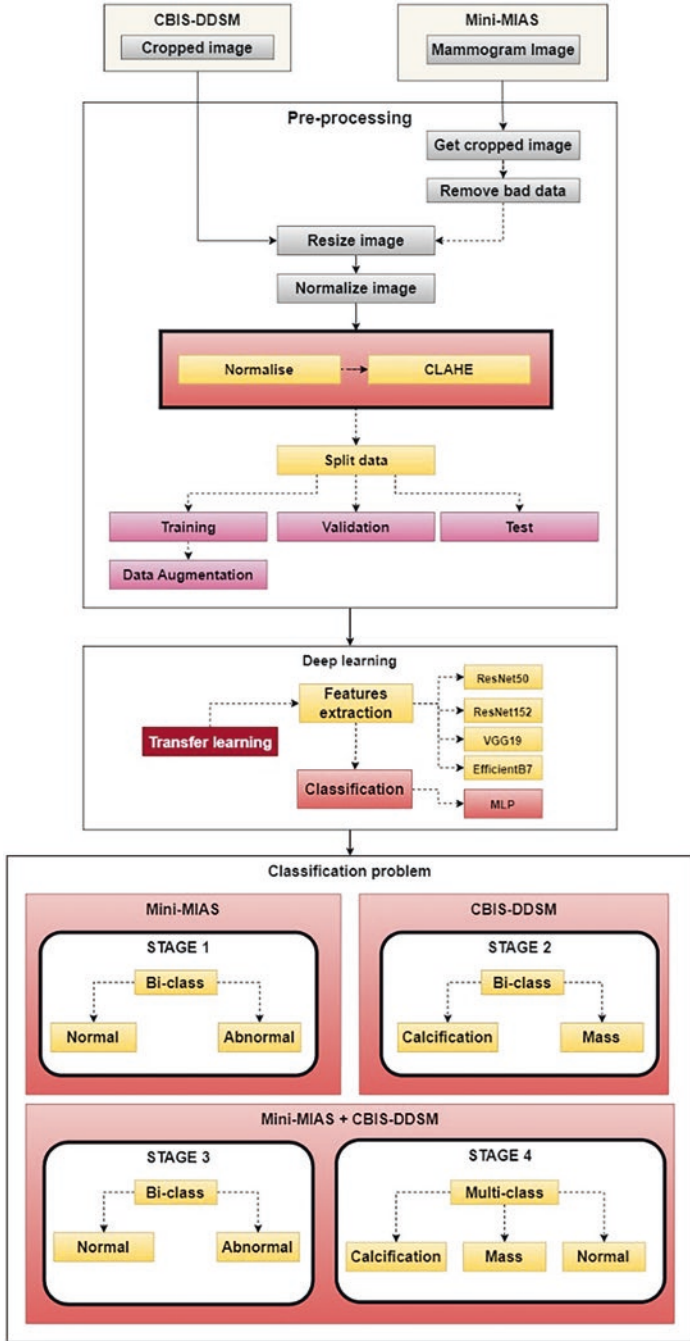 CBIS-DDSM
Cropped image
Mini-MIAS
Mammogram Image
Pre-processing
Get cropped image
Remove bad data
Resize image
Normalize image
Normalise
CLAHE
Split data
Training
Validation
Test
Data Augmentation
Deep learning
Features
extraction
Transfer learning
Classification
ResNet50
ResNet152
VGG19
EfficientB7
MLP
Classification problem
Mini-MIAS
STAGE 1
Bi-class
Normal
Abnormal
CBIS-DDSM
STAGE 2
Bi-class
Calcification
Mass
Mini-MIAS + CBIS-DDSM
STAGE 3
Bi-class
Normal
Abnormal
STAGE 4
Multi-class
Calcification
Mass
Normal